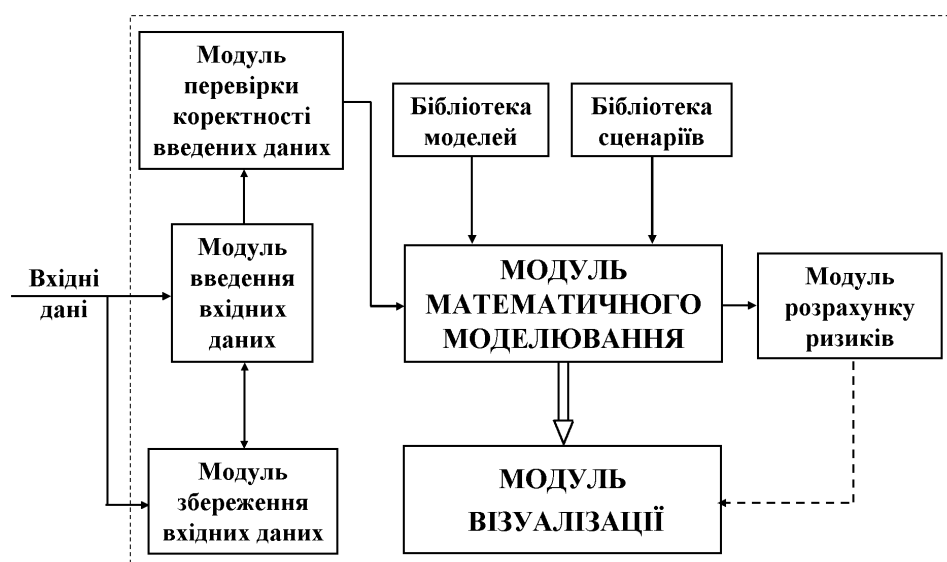 Модуль
перевірки
коректності
введених даних
Бібліотека
моделей
Бібліотека
сценаріїв
Вхідні
дані
Модуль
введення
вхідних
даних
МОДУЛЬ
МАТЕМАТИЧНОГО
МОДЕЛЮВАННЯ
Модуль
розрахунку
ризиків
Модуль
збереження
вхідних даних
МОДУЛЬ
ВІЗУАЛІЗАЦІЇ